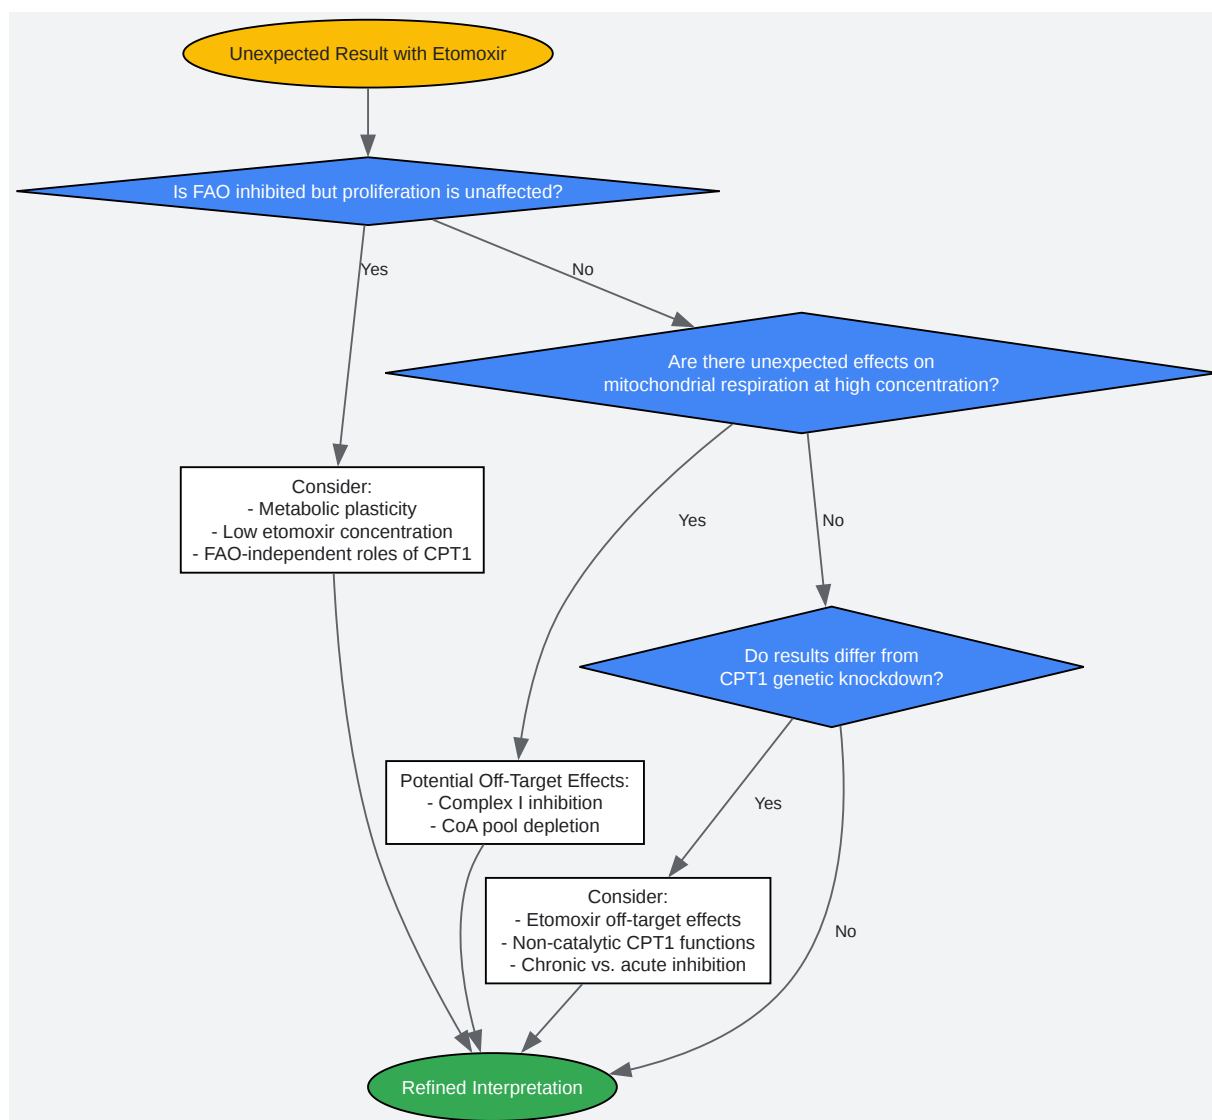 Unexpected Result with Etomoxir
Is FAO inhibited but proliferation is unaffected?
Yes
No
Are there unexpected effects on
mitochondrial respiration at high concentration?
Consider:
- Metabolic plasticity
- Low etomoxir concentration
- FAO-independent roles of CPT1
Yes
No
Do results differ from
CPT1 genetic knockdown?
Potential Off-Target Effects:
- Complex I inhibition
- CoA pool depletion
Yes
Consider:
- Etomoxir off-target effects
- Non-catalytic CPT1 functions
- Chronic vs. acute inhibition
No
Refined Interpretation